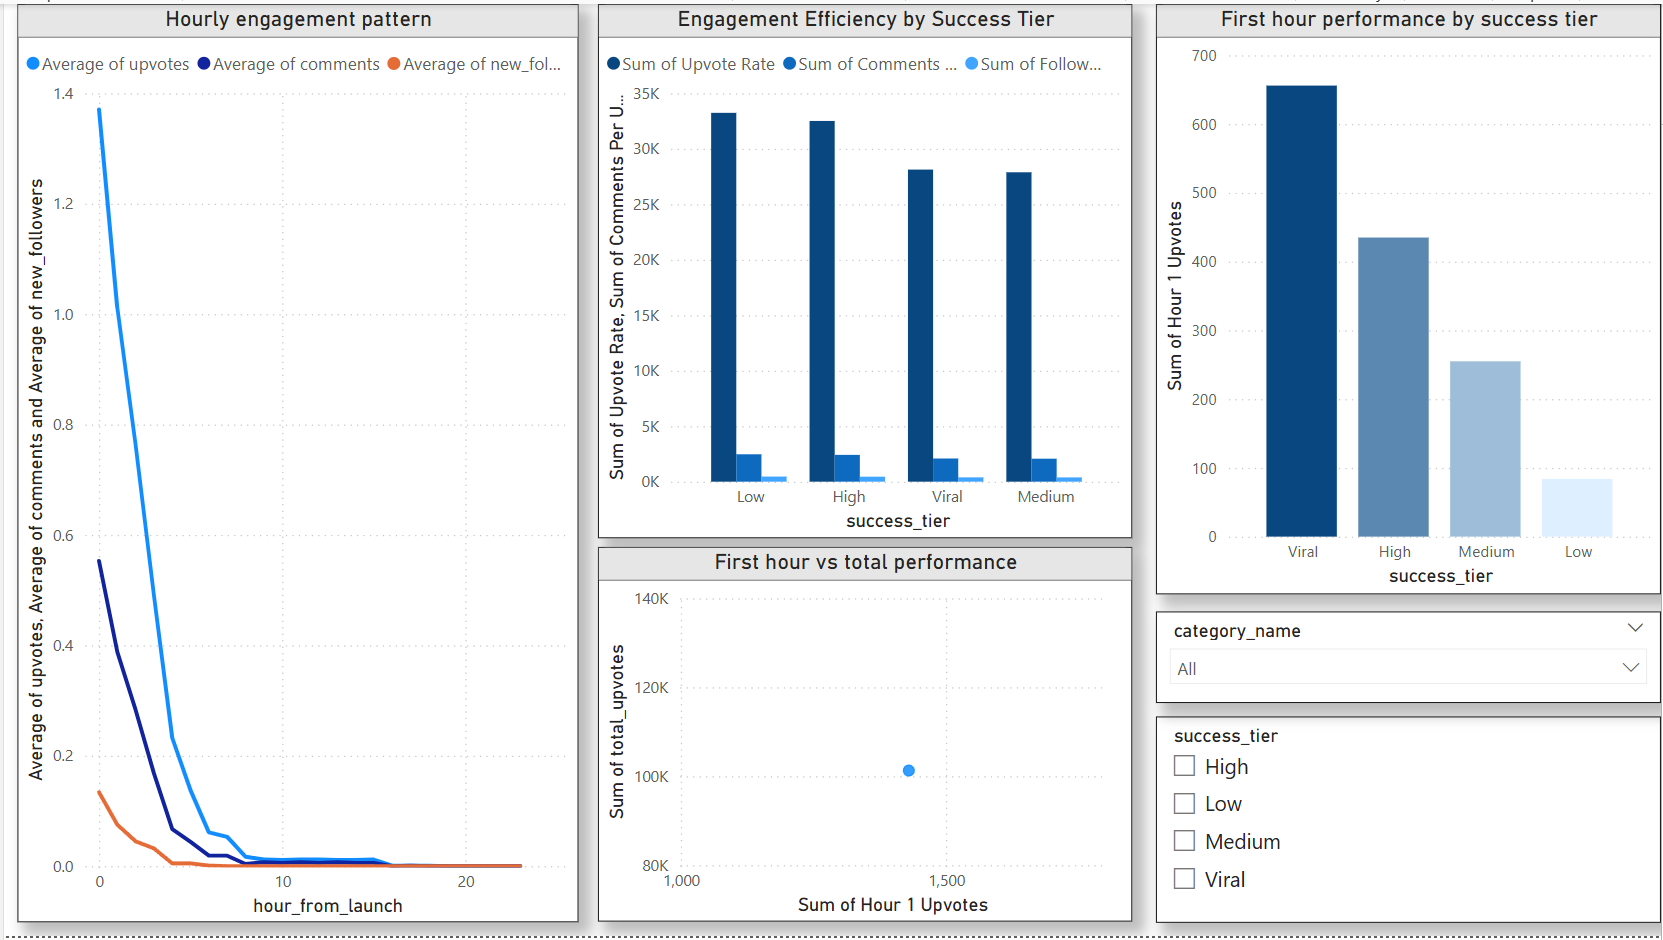 Hourly engagement pattern
Average of upvotes Average of comments Average of new_fol...
Average of upvotes, Average of comments and Average of new_followers
1.4
1.2
1.0
0.8
0.6
0.4
0.2
0.0
0 10 20
hour_from_launch
Engagement Efficiency by Success Tier
Sum of Upvote Rate Sum of Comments ... Sum of Follow...
Sum of Upvote Rate, Sum of Comments Per U...
35K
30K
25K
20K
15K
10K
5K
0K
Low High Viral Medium
success_tier
First hour vs total performance
Sum of total_upvotes
140K
120K
100K
80K
1,000 1,500
Sum of Hour 1 Upvotes
First hour performance by success tier
Sum of Hour 1 Upvotes
700
600
500
400
300
200
100
0
Viral High Medium Low
success_tier
category_name
All
success_tier
High
Low
Medium
Viral